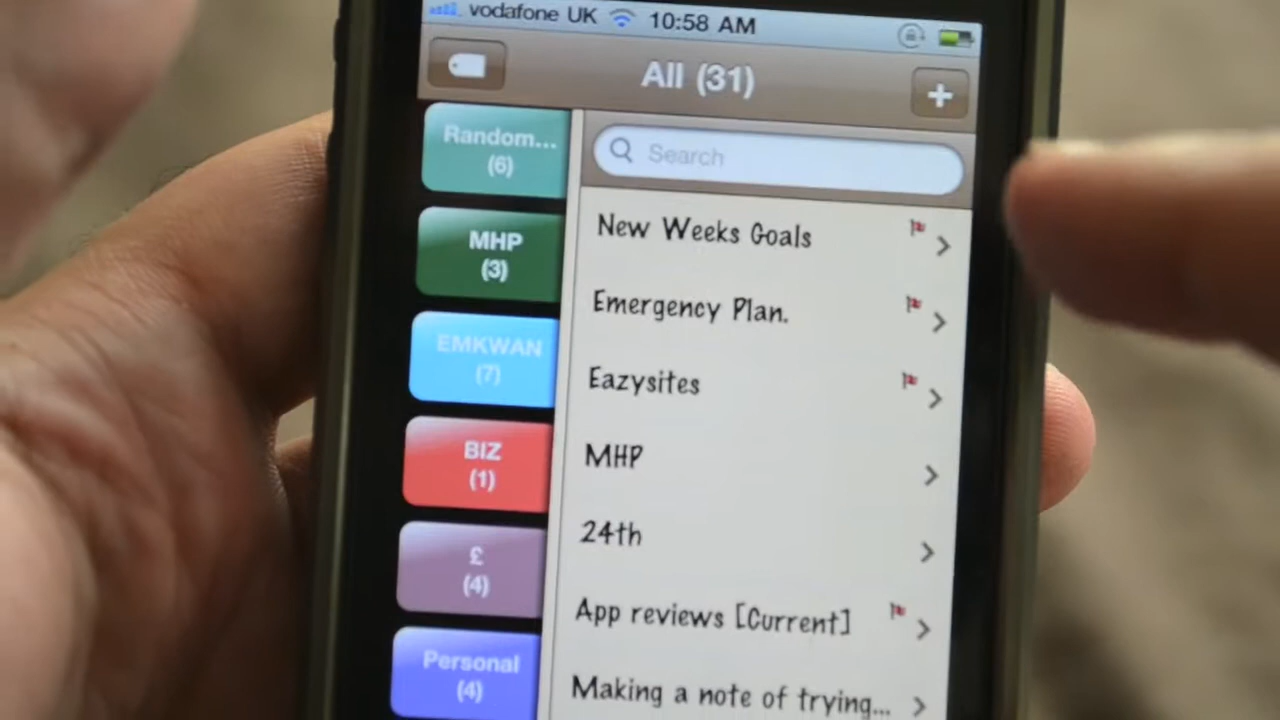 vodafone UK 10:58 AM
All (31)
+
Random...
(6)
MHP
(3)
EMKWAN
(7)
BIZ
(1)
£
(4)
Personal
(4)
Search
New Weeks Goals
Emergency Plan.
Eazysites
MHP
24th
App reviews [Current]
Making a note of trying...